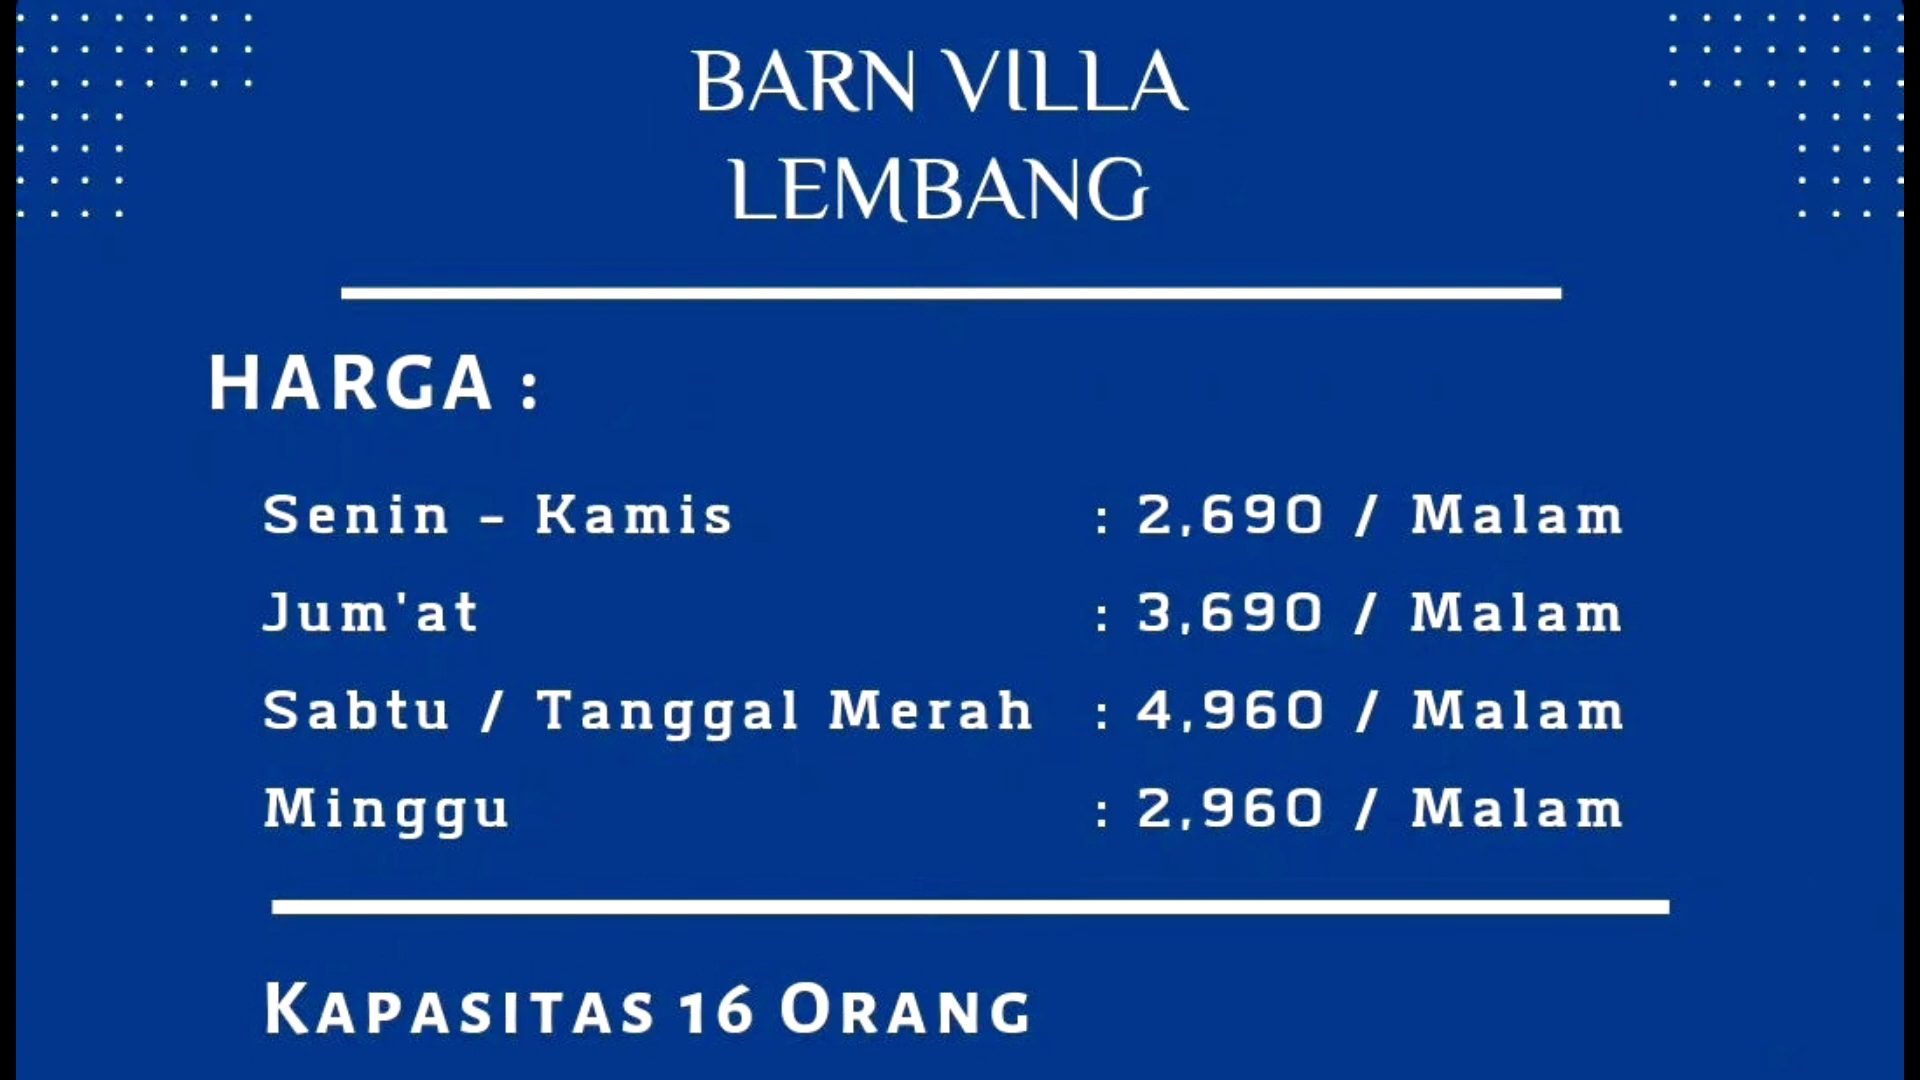 BARN VILLA
LEMBANG
HARGA :
Senin - Kamis : 2,690 / Malam
Jum'at : 3,690 / Malam
Sabtu / Tanggal Merah : 4,960 / Malam
Minggu : 2,960 / Malam
KAPASITAS 16 ORANG